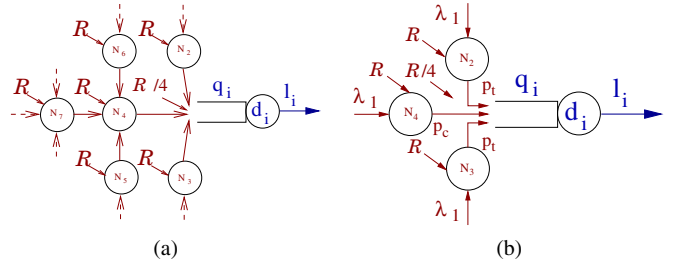 R N₆ R N₂
R /4 q i l i
R N₇ R N₄ d i
R N₅ R N₃
(a)
λ 1
R N₂
R/4 p t q i l i
R
λ 1 N₄ p c d i
R p t
N₃
λ 1
(b)